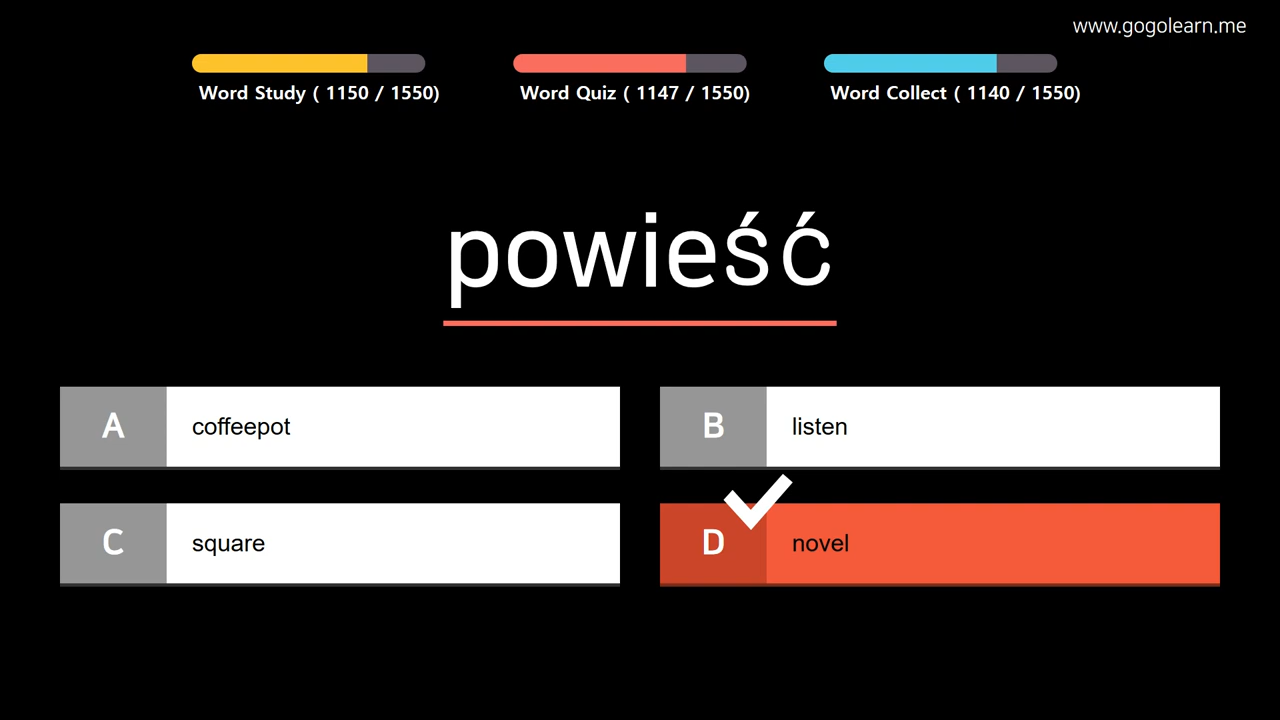 www.gogolearn.me
Word Study ( 1150 / 1550)
Word Quiz ( 1147 / 1550)
Word Collect ( 1140 / 1550)
powieść
A
coffeepot
B
listen
C
square
D
novel